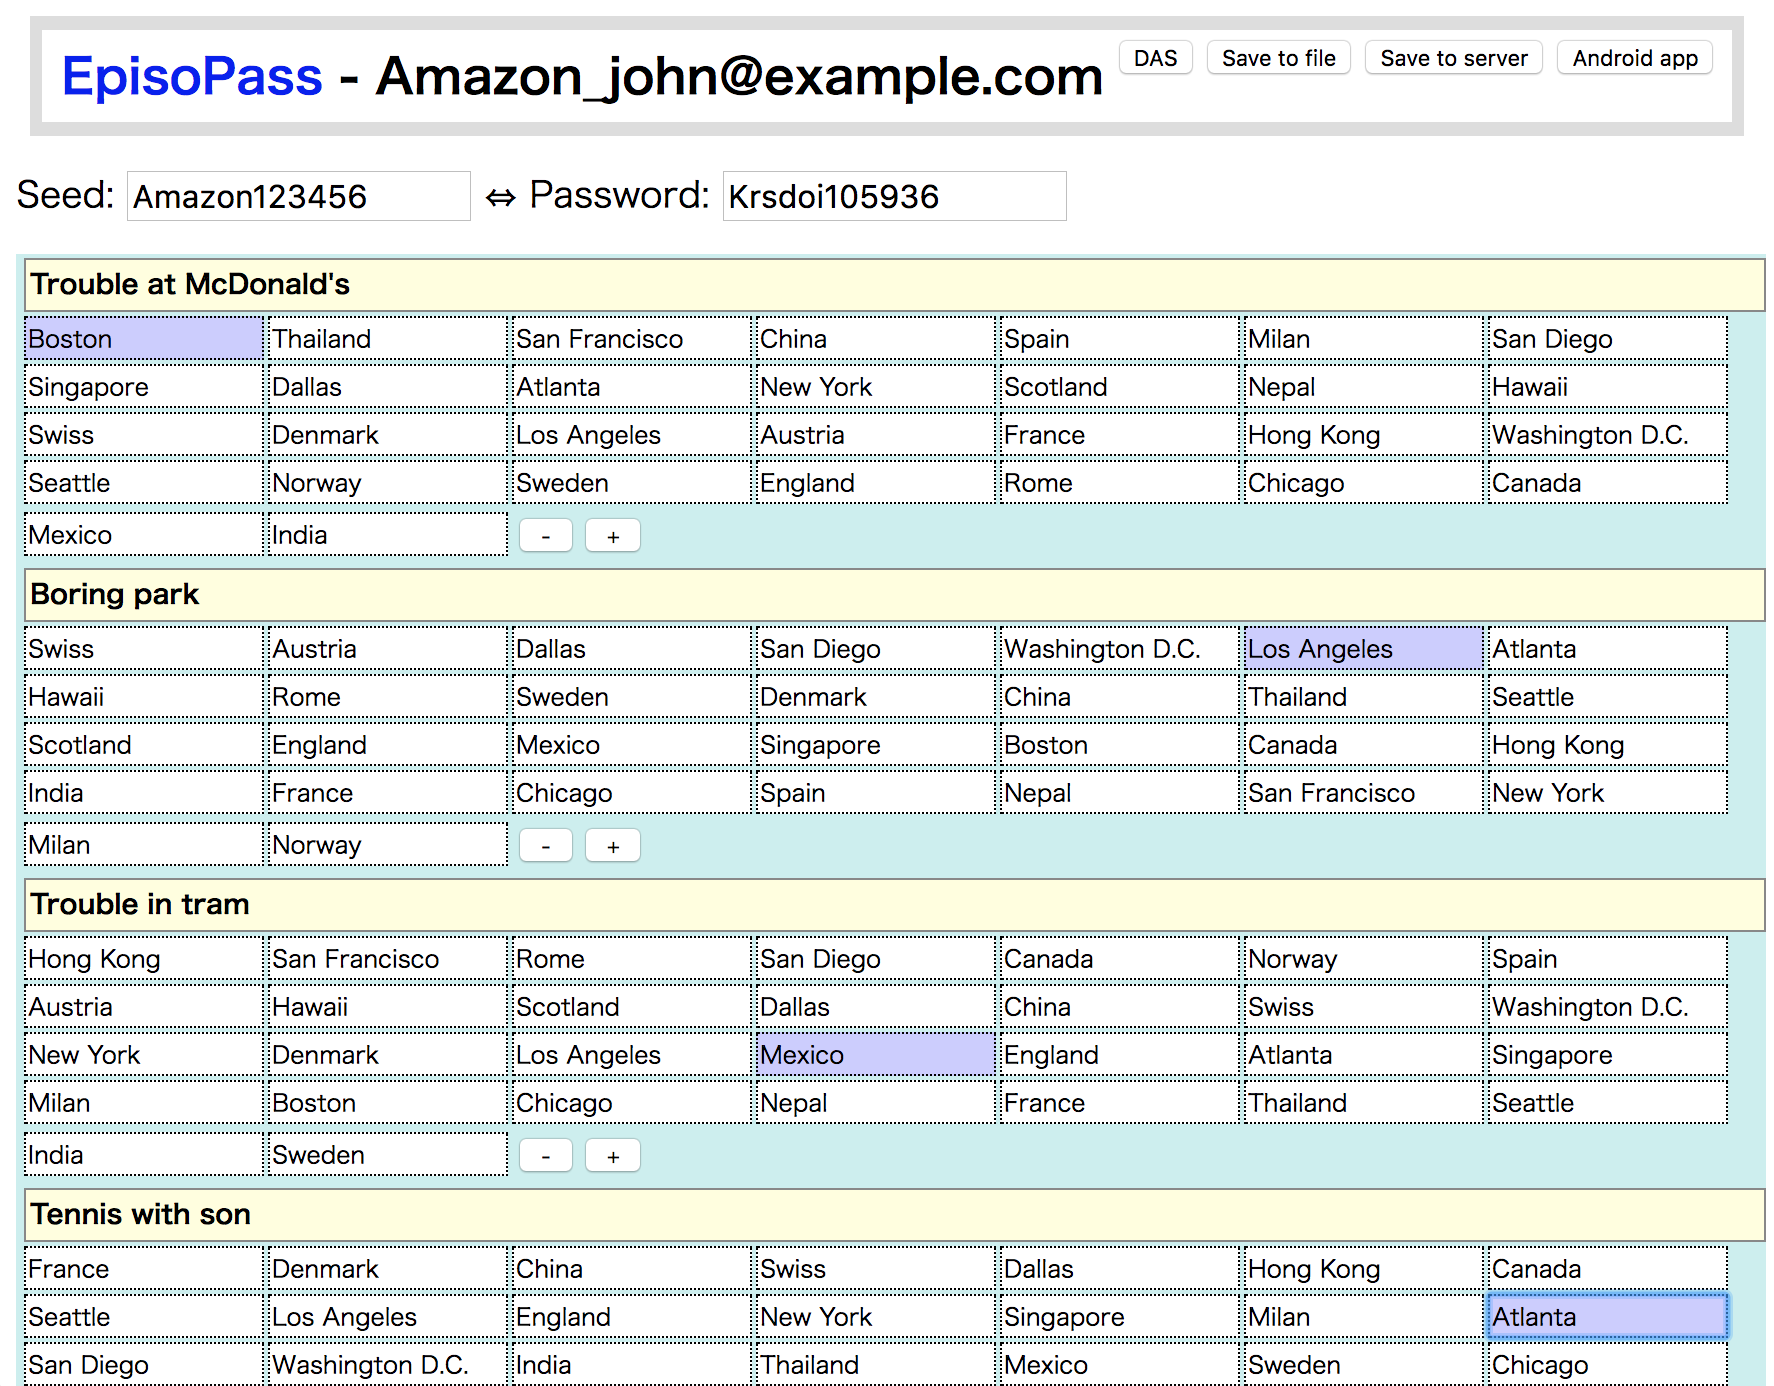 EpisoPass - Amazon_john@example.com DAS Save to file Save to server Android app
Seed: Amazon123456 ⇔ Password: Krsdoi105936
Trouble at McDonald's
Boston Thailand San Francisco China Spain Milan San Diego
Singapore Dallas Atlanta New York Scotland Nepal Hawaii
Swiss Denmark Los Angeles Austria France Hong Kong Washington D.C.
Seattle Norway Sweden England Rome Chicago Canada
Mexico India - +
Boring park
Swiss Austria Dallas San Diego Washington D.C. Los Angeles Atlanta
Hawaii Rome Sweden Denmark China Thailand Seattle
Scotland England Mexico Singapore Boston Canada Hong Kong
India France Chicago Spain Nepal San Francisco New York
Milan Norway - +
Trouble in tram
Hong Kong San Francisco Rome San Diego Canada Norway Spain
Austria Hawaii Scotland Dallas China Swiss Washington D.C.
New York Denmark Los Angeles Mexico England Atlanta Singapore
Milan Boston Chicago Nepal France Thailand Seattle
India Sweden - +
Tennis with son
France Denmark China Swiss Dallas Hong Kong Canada
Seattle Los Angeles England New York Singapore Milan Atlanta
San Diego Washington D.C. India Thailand Mexico Sweden Chicago